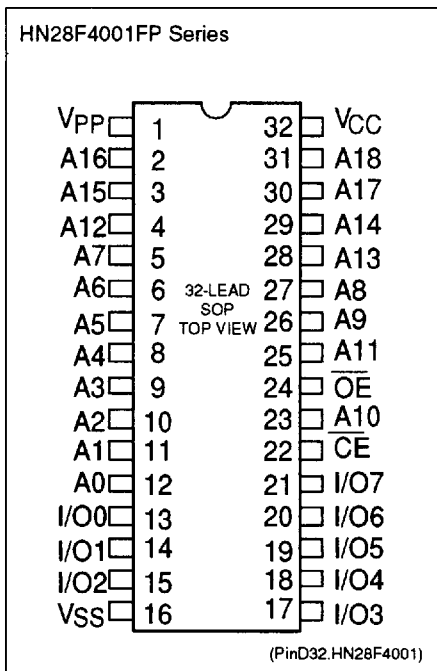 HN28F4001FP Series
VPP 1 32 VCC
A16 2 31 A18
A15 3 30 A17
A12 4 29 A14
A7 5 28 A13
A6 6 32-LEAD 27 A8
SOP
A5 7 TOP VIEW 26 A9
A4 8 25 A11
A3 9 24 O̅E̅
A2 10 23 A10
A1 11 22 C̅E̅
A0 12 21 I/O7
I/O0 13 20 I/O6
I/O1 14 19 I/O5
I/O2 15 18 I/O4
VSS 16 17 I/O3
(PinD32.HN28F4001)